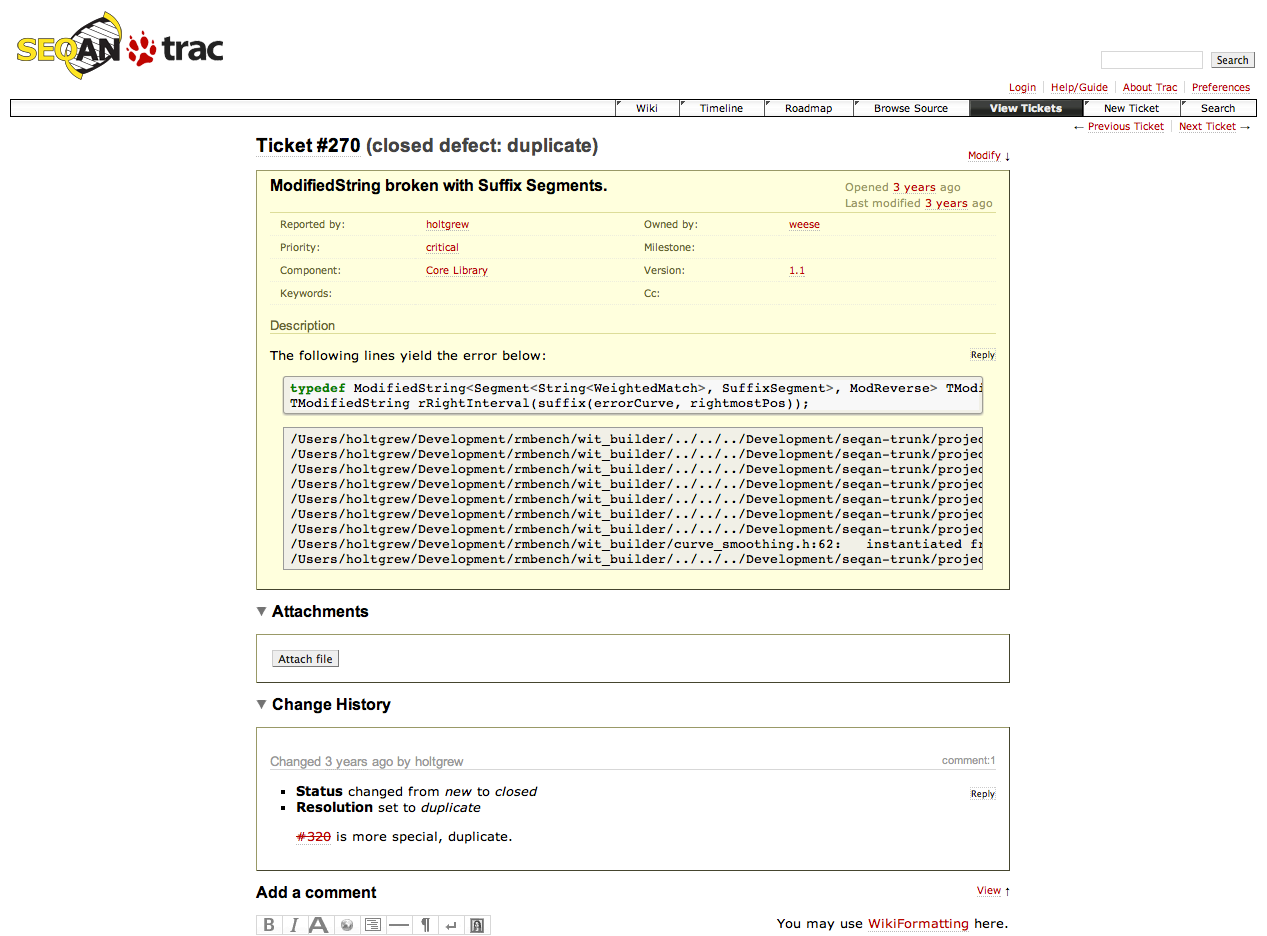 SEQAN trac
Search
Login Help/Guide About Trac Preferences
Wiki Timeline Roadmap Browse Source View Tickets New Ticket Search
← Previous Ticket Next Ticket →
Ticket #270 (closed defect: duplicate)
Modify ↓
ModifiedString broken with Suffix Segments.
Opened 3 years ago
Last modified 3 years ago
Reported by: holtgrew Owned by: weese
Priority: critical Milestone:
Component: Core Library Version: 1.1
Keywords: Cc:
Description
The following lines yield the error below:
Reply
typedef ModifiedString<Segment<String<WeightedMatch>, SuffixSegment>, ModReverse> TModi
TModifiedString rRightInterval(suffix(errorCurve, rightmostPos));
/Users/holtgrew/Development/rmbench/wit_builder/../../../Development/seqan-trunk/projec
/Users/holtgrew/Development/rmbench/wit_builder/../../../Development/seqan-trunk/projec
/Users/holtgrew/Development/rmbench/wit_builder/../../../Development/seqan-trunk/projec
/Users/holtgrew/Development/rmbench/wit_builder/../../../Development/seqan-trunk/projec
/Users/holtgrew/Development/rmbench/wit_builder/../../../Development/seqan-trunk/projec
/Users/holtgrew/Development/rmbench/wit_builder/../../../Development/seqan-trunk/projec
/Users/holtgrew/Development/rmbench/wit_builder/../../../Development/seqan-trunk/projec
/Users/holtgrew/Development/rmbench/wit_builder/curve_smoothing.h:62:   instantiated fr
/Users/holtgrew/Development/rmbench/wit_builder/../../../Development/seqan-trunk/projec
Attachments
Attach file
Change History
Changed 3 years ago by holtgrew
comment:1
Status changed from new to closed
Reply
Resolution set to duplicate
#320 is more special, duplicate.
Add a comment
View ↑
B I A ¶
You may use WikiFormatting here.